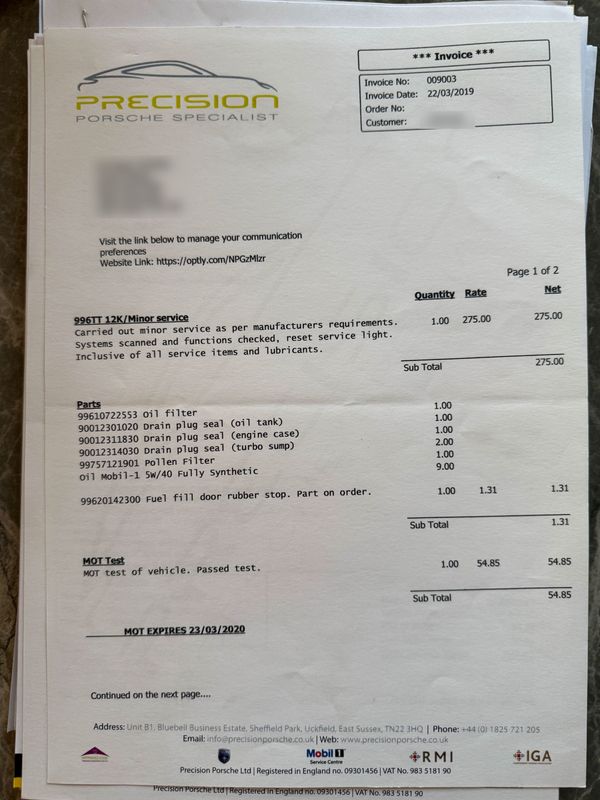 PRECISION
PORSCHE SPECIALIST
*** Invoice ***
Invoice No: 009003
Invoice Date: 22/03/2019
Order No:
Customer:
Visit the link below to manage your communication
preferences
Website Link: https://optly.com/NPGzMlzr
Page 1 of 2
Quantity Rate Net
996TT 12K/Minor service
Carried out minor service as per manufacturers requirements. 1.00 275.00 275.00
Systems scanned and functions checked, reset service light.
Inclusive of all service items and lubricants.
Sub Total 275.00
Parts
99610722553 Oil filter 1.00
90012301020 Drain plug seal (oil tank) 1.00
90012311830 Drain plug seal (engine case) 1.00
90012314030 Drain plug seal (turbo sump) 2.00
99757121901 Pollen Filter 1.00
Oil Mobil-1 5W/40 Fully Synthetic 9.00
99620142300 Fuel fill door rubber stop. Part on order. 1.00 1.31 1.31
Sub Total 1.31
MOT Test
MOT test of vehicle. Passed test. 1.00 54.85 54.85
Sub Total 54.85
MOT EXPIRES 23/03/2020
Continued on the next page....
Address: Unit B1, Bluebell Business Estate, Sheffield Park, Uckfield, East Sussex, TN22 3HQ | Phone: +44 (0) 1825 721 205
Email: info@precisionporsche.co.uk | Web: www.precisionporsche.co.uk
Mobil 1
Service Centre
RMI
IGA
Precision Porsche Ltd | Registered in England no. 09301456 | VAT No. 983 5181 90
Precision Porsche Ltd | Registered in England no. 09301456 | VAT No. 983 5181 90